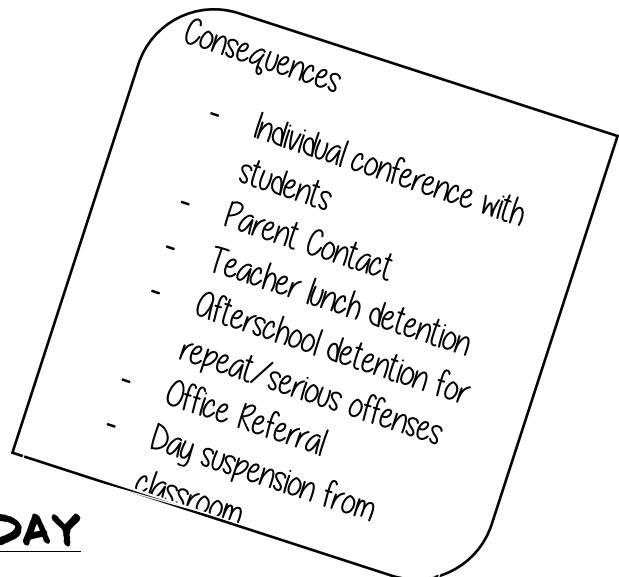 Consequences
- Individual conference with
students
- Parent Contact
- Teacher lunch detention
- Afterschool detention for
repeat/serious offenses
- Office Referral
- Day suspension from
classroom
DAY